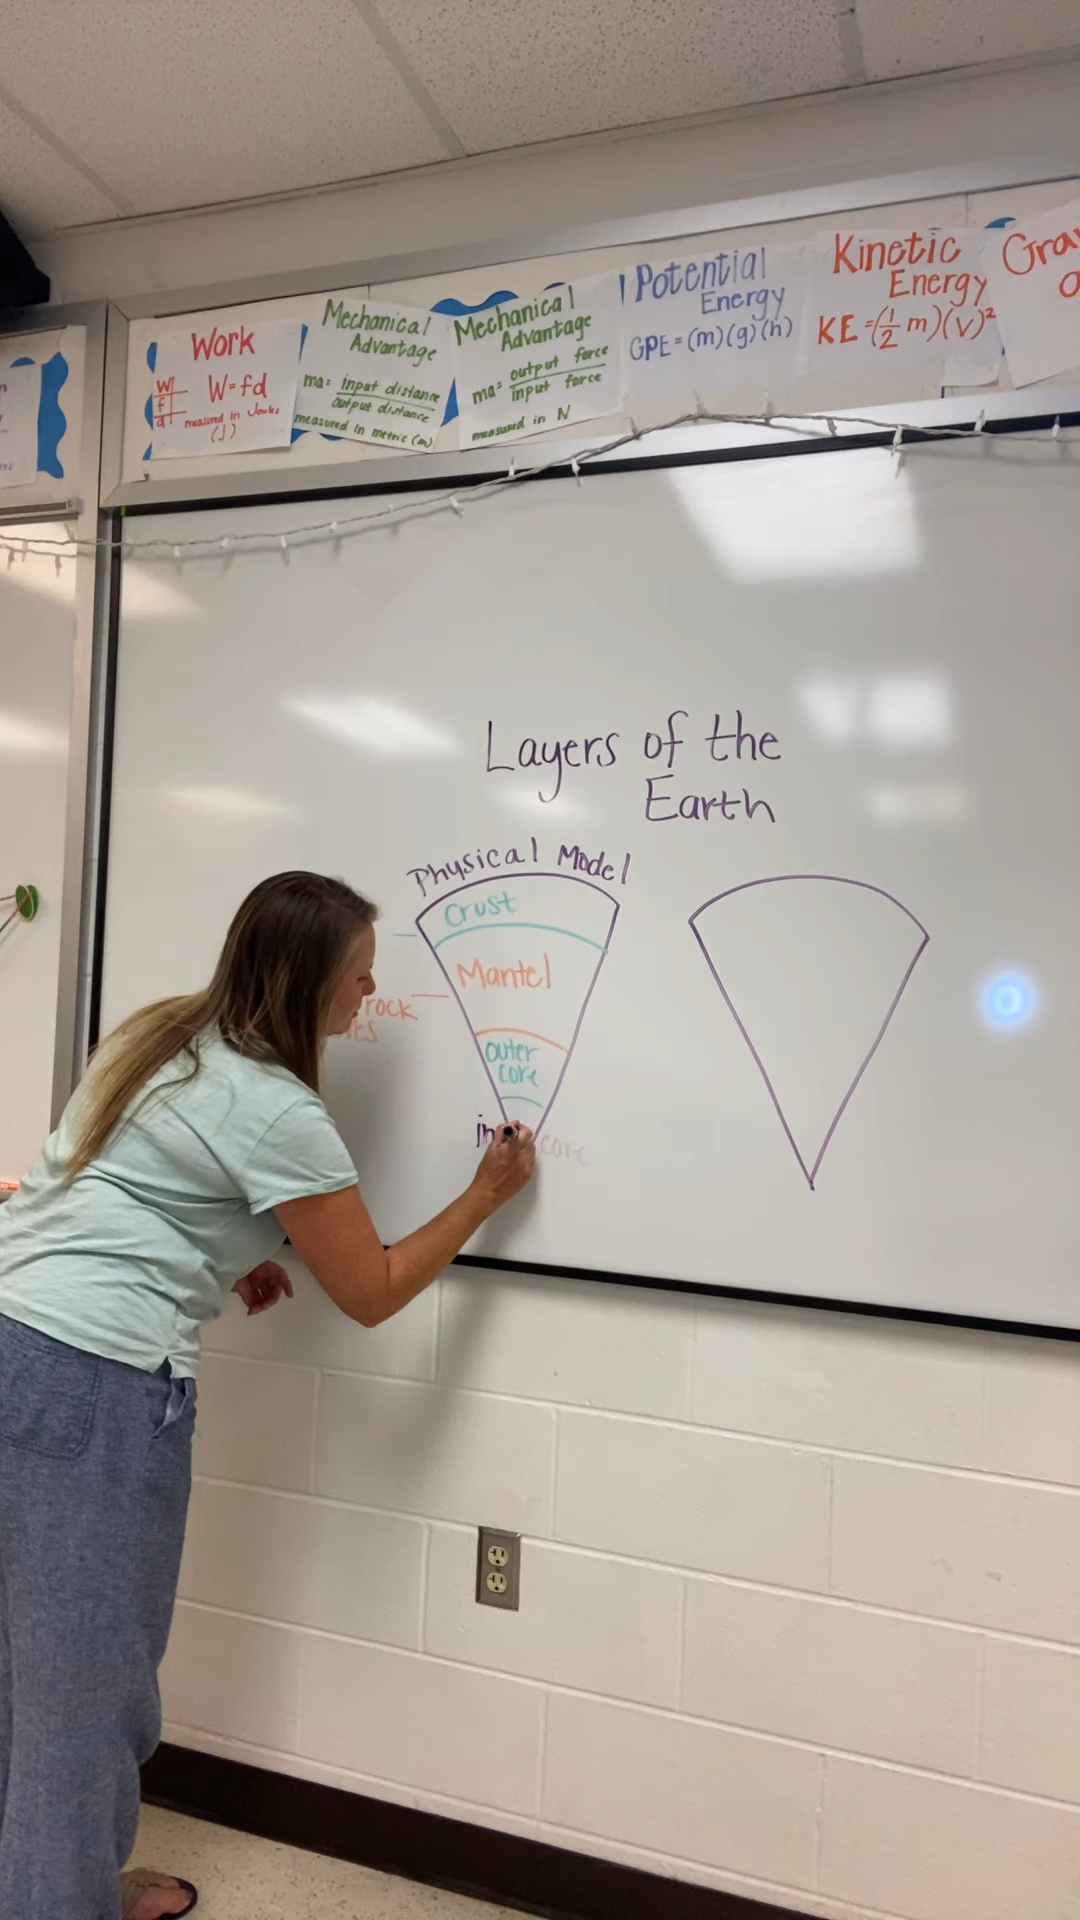 Work
W
f
d
W=fd
measured in Jouks
(J)
Mechanical
Advantage
ma= input distance
output distance
measured in metric (m)
Mechanical
Advantage
ma= output force
input force
measured in N
Potential
Energy
GPE=(m)(g)(h)
Kinetic
Energy
KE=(1/2 m)(v)²
Layers of the
Earth
Physical Model
Crust
Mantel
rock
outer
core
in
core